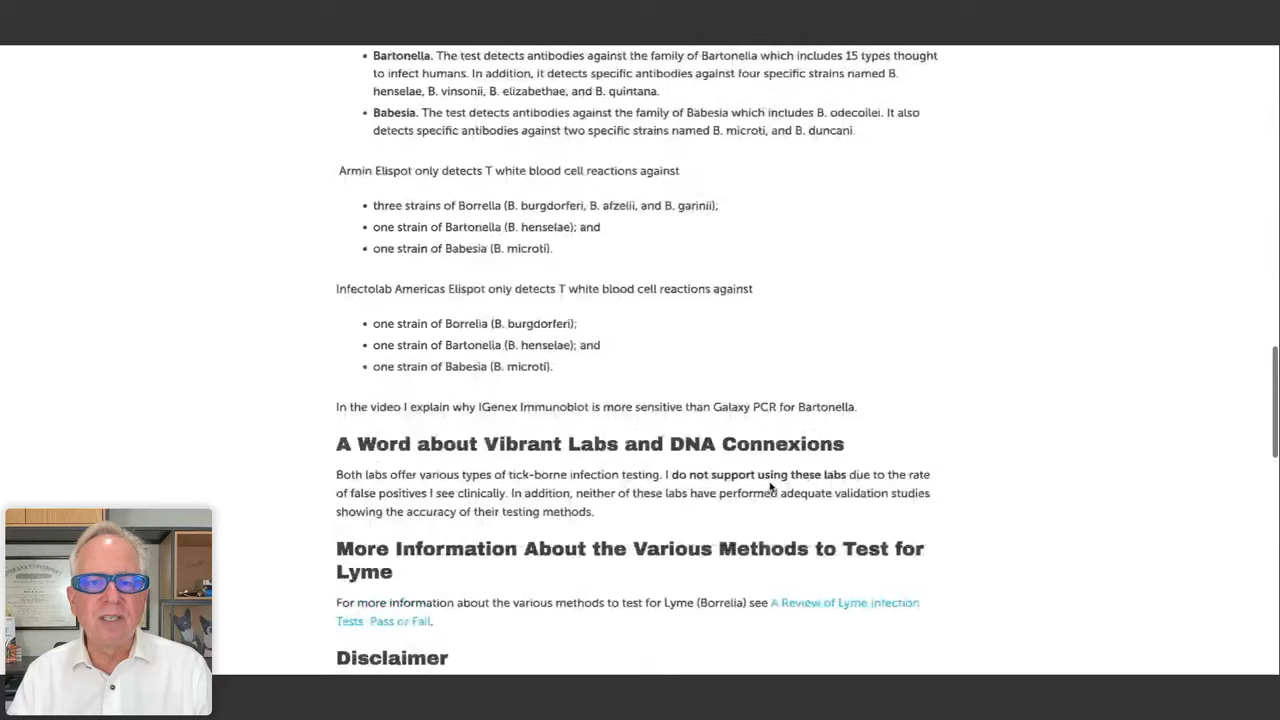 Bartonella. The test detects antibodies against the family of Bartonella which includes 15 types thought
to infect humans. In addition, it detects specific antibodies against four specific strains named B.
henselae, B. vinsonii, B. elizabethae, and B. quintana.
Babesia. The test detects antibodies against the family of Babesia which includes B. odecoilei. It also
detects specific antibodies against two specific strains named B. microti, and B. duncani.
Armin Elispot only detects T white blood cell reactions against
three strains of Borrelia (B. burgdorferi, B. afzelii, and B. garinii);
one strain of Bartonella (B. henselae); and
one strain of Babesia (B. microti).
Infectolab Americas Elispot only detects T white blood cell reactions against
one strain of Borrelia (B. burgdorferi);
one strain of Bartonella (B. henselae); and
one strain of Babesia (B. microti).
In the video I explain why IGenex Immunoblot is more sensitive than Galaxy PCR for Bartonella.
A Word about Vibrant Labs and DNA Connexions
Both labs offer various types of tick-borne infection testing. I do not support using these labs due to the rate
of false positives I see clinically. In addition, neither of these labs have performed adequate validation studies
showing the accuracy of their testing methods.
More Information About the Various Methods to Test for
Lyme
For more information about the various methods to test for Lyme (Borrelia) see A Review of Lyme Infection
Tests. Pass or Fail.
Disclaimer